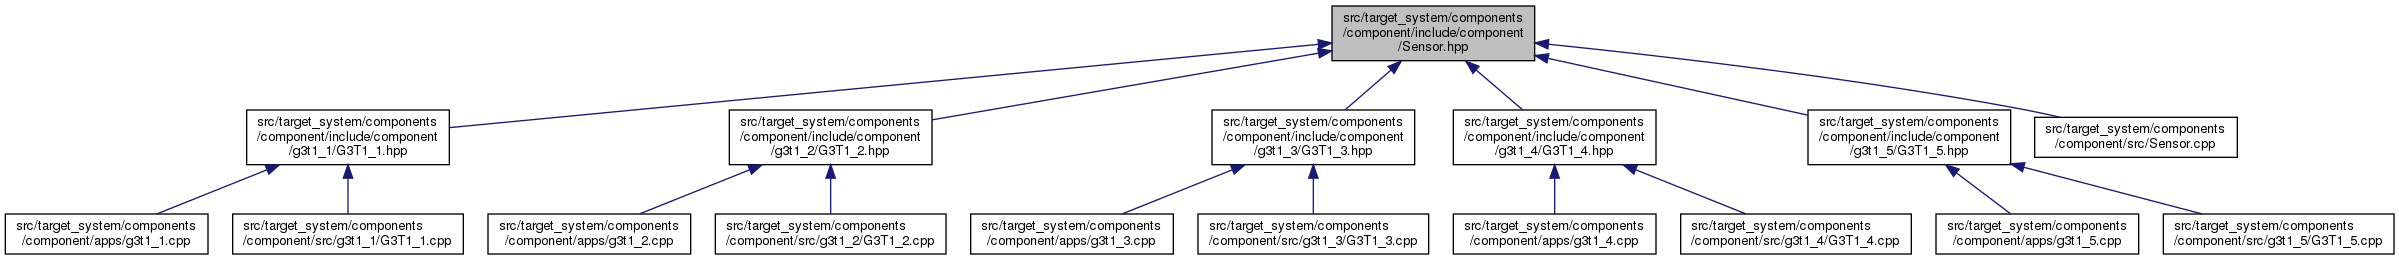 src/target_system/components
/component/include/component
/Sensor.hpp
src/target_system/components
/component/include/component
/g3t1_1/G3T1_1.hpp
src/target_system/components
/component/include/component
/g3t1_2/G3T1_2.hpp
src/target_system/components
/component/include/component
/g3t1_3/G3T1_3.hpp
src/target_system/components
/component/include/component
/g3t1_4/G3T1_4.hpp
src/target_system/components
/component/include/component
/g3t1_5/G3T1_5.hpp
src/target_system/components
/component/src/Sensor.cpp
src/target_system/components
/component/apps/g3t1_1.cpp
src/target_system/components
/component/src/g3t1_1/G3T1_1.cpp
src/target_system/components
/component/apps/g3t1_2.cpp
src/target_system/components
/component/src/g3t1_2/G3T1_2.cpp
src/target_system/components
/component/apps/g3t1_3.cpp
src/target_system/components
/component/src/g3t1_3/G3T1_3.cpp
src/target_system/components
/component/apps/g3t1_4.cpp
src/target_system/components
/component/src/g3t1_4/G3T1_4.cpp
src/target_system/components
/component/apps/g3t1_5.cpp
src/target_system/components
/component/src/g3t1_5/G3T1_5.cpp